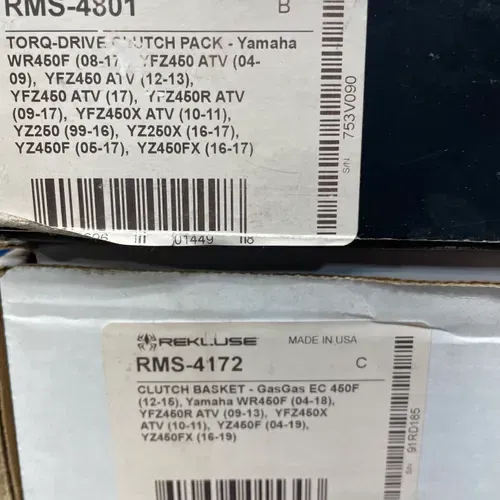 RMS-4801 B
TORQ-DRIVE CLUTCH PACK - Yamaha
WR450F (08-17), YFZ450 ATV (04-
09), YFZ450 ATV (12-13),
YFZ450 ATV (17), YFZ450R ATV
(09-17), YFZ450X ATV (10-11),
YZ250 (99-16), YZ250X (16-17),
YZ450F (05-17), YZ450FX (16-17)
S/N: 753V090
01449 8
REKLUSE MADE IN USA
RMS-4172 C
CLUTCH BASKET - GasGas EC 450F
(12-15), Yamaha WR450F (04-18),
YFZ450R ATV (09-13), YFZ450X
ATV (10-11), YZ450F (04-19),
YZ450FX (16-19)
S/N: 91RD185